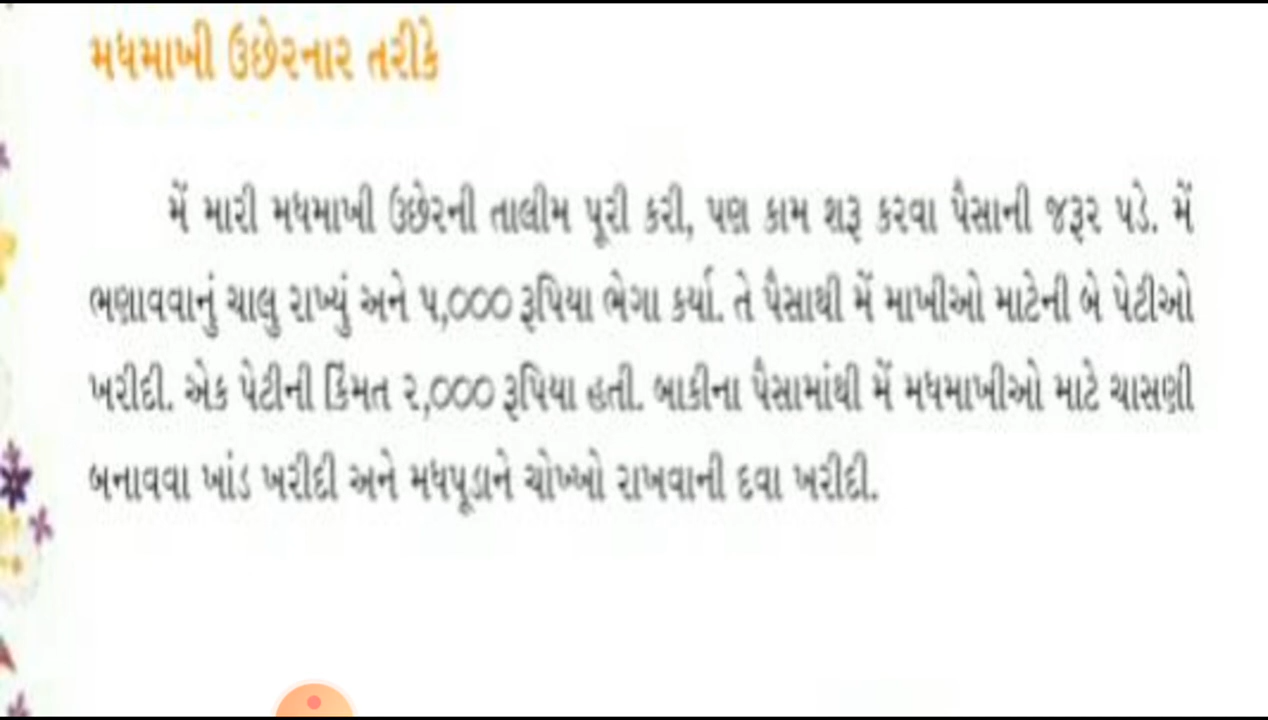 મધમાખી ઉછેરનાર તરીકે
મેં મારી મધમાખી ઉછેરની તાલીમ પૂરી કરી, પણ કામ શરૂ કરવા પૈસાની જરૂર પડે. મેં
ભણાવવાનું ચાલુ રાખ્યું અને ૫,૦૦૦ રૂપિયા ભેગા કર્યા. તે પૈસાથી મેં માખીઓ માટેની બે પેટીઓ
ખરીદી. એક પેટીની કિંમત ૨,૦૦૦ રૂપિયા હતી. બાકીના પૈસામાંથી મેં મધમાખીઓ માટે ચાસણી
બનાવવા ખાંડ ખરીદી અને મધપૂડાને ચોખ્ખો રાખવાની દવા ખરીદી.